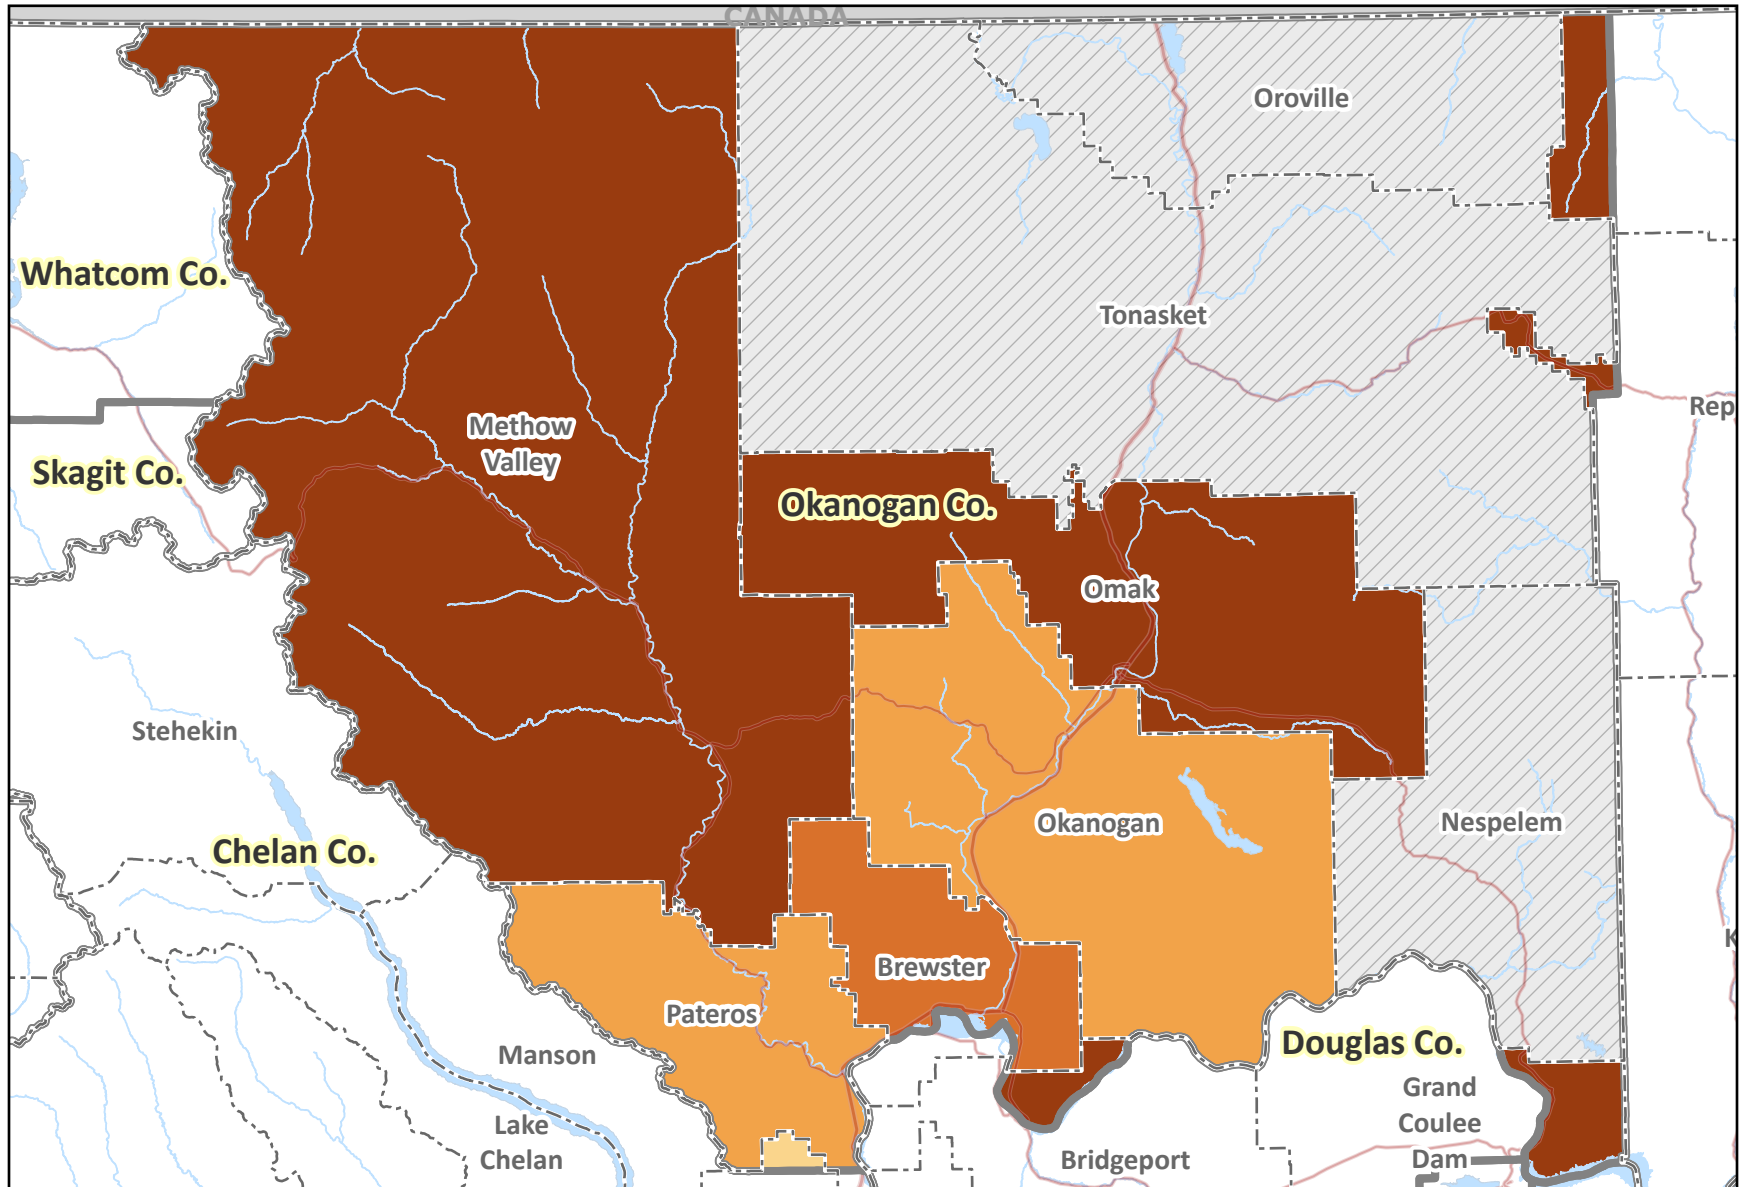 CANADA
Oroville
Whatcom Co.
Tonasket
Rep
Methow
Valley
Skagit Co.
Okanogan Co.
Omak
Stehekin
Okanogan
Nespelem
Chelan Co.
K
Brewster
Pateros
Manson
Douglas Co.
Grand
Coulee
Dam
Lake
Chelan
Bridgeport